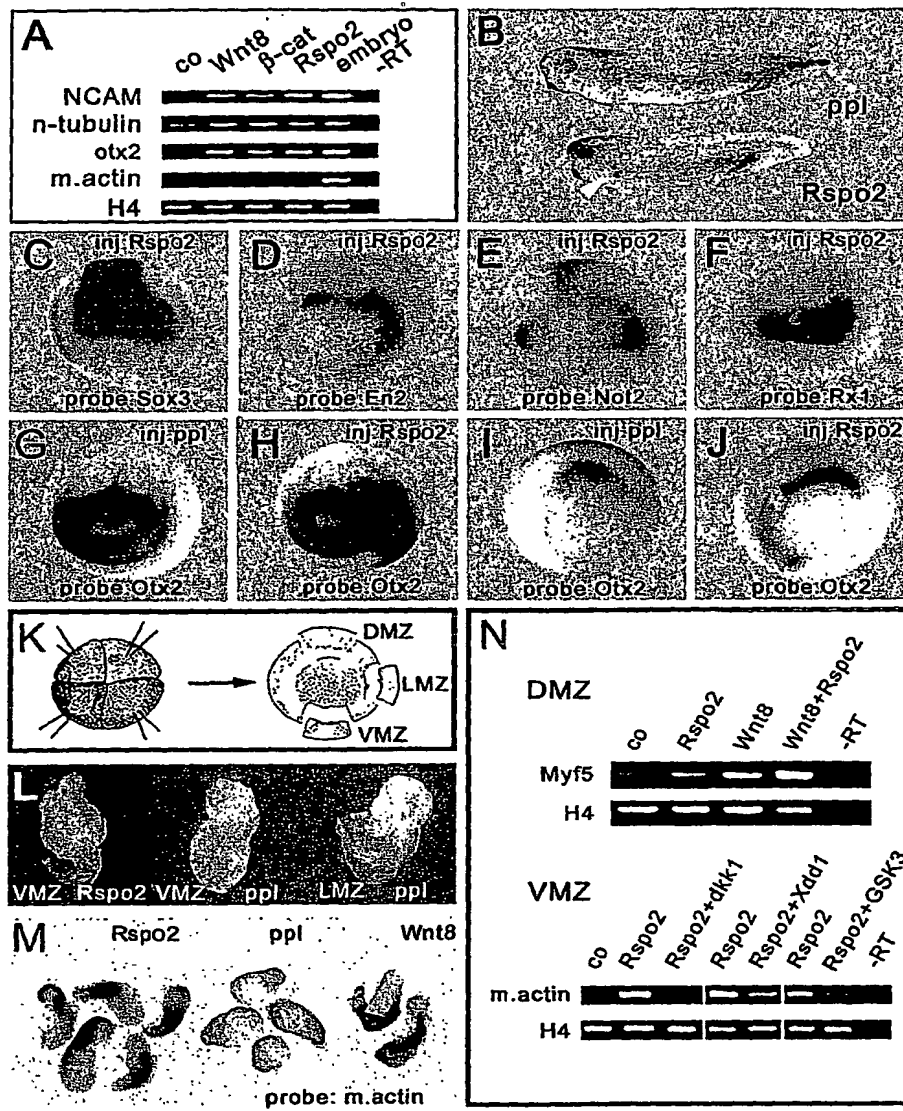 A
co Wnt8 β-cat Rspo2 embryo -RT
NCAM
n-tubulin
otx2
m.actin
H4
B
ppl
Rspo2
C
inj Rspo2
probe:Sox3
D
inj Rspo2
probe:En2
E
inj Rspo2
probe:Not2
F
inj Rspo2
probe:Rx1
G
inj ppl
probe:Otx2
H
inj Rspo2
probe:Otx2
I
inj ppl
probe:Otx2
J
inj Rspo2
probe:Otx2
K
DMZ
LMZ
VMZ
L
VMZ Rspo2 VMZ ppl LMZ ppl
M
Rspo2 ppl Wnt8
probe: m.actin
N
DMZ
co Rspo2 Wnt8 Wnt8+Rspo2 -RT
Myf5
H4
VMZ
co Rspo2 Rspo2+dkk1 Rspo2 Rspo2+Xdd1 Rspo2 Rspo2+GSK3 -RT
m.actin
H4